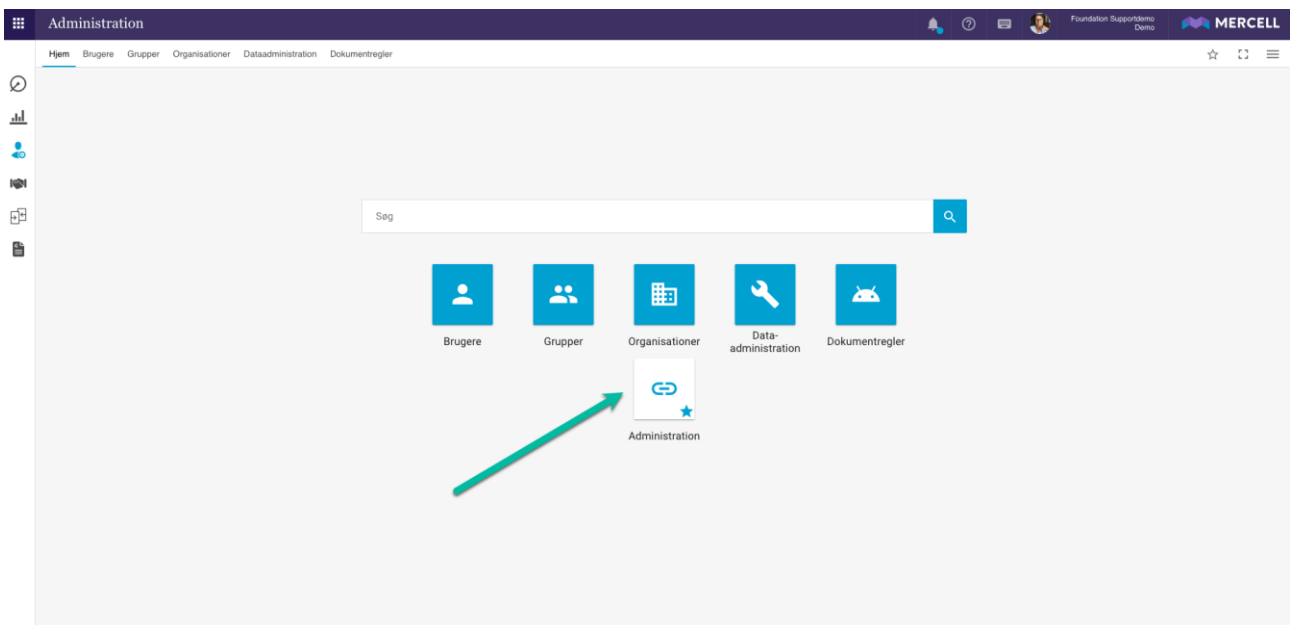 Administration
Foundation Supportdemo
Demo
MERCELL
Hjem Brugere Grupper Organisationer Dataadministration Dokumentregler
Søg
Brugere Grupper Organisationer Data-
administration Dokumentregler
Administration